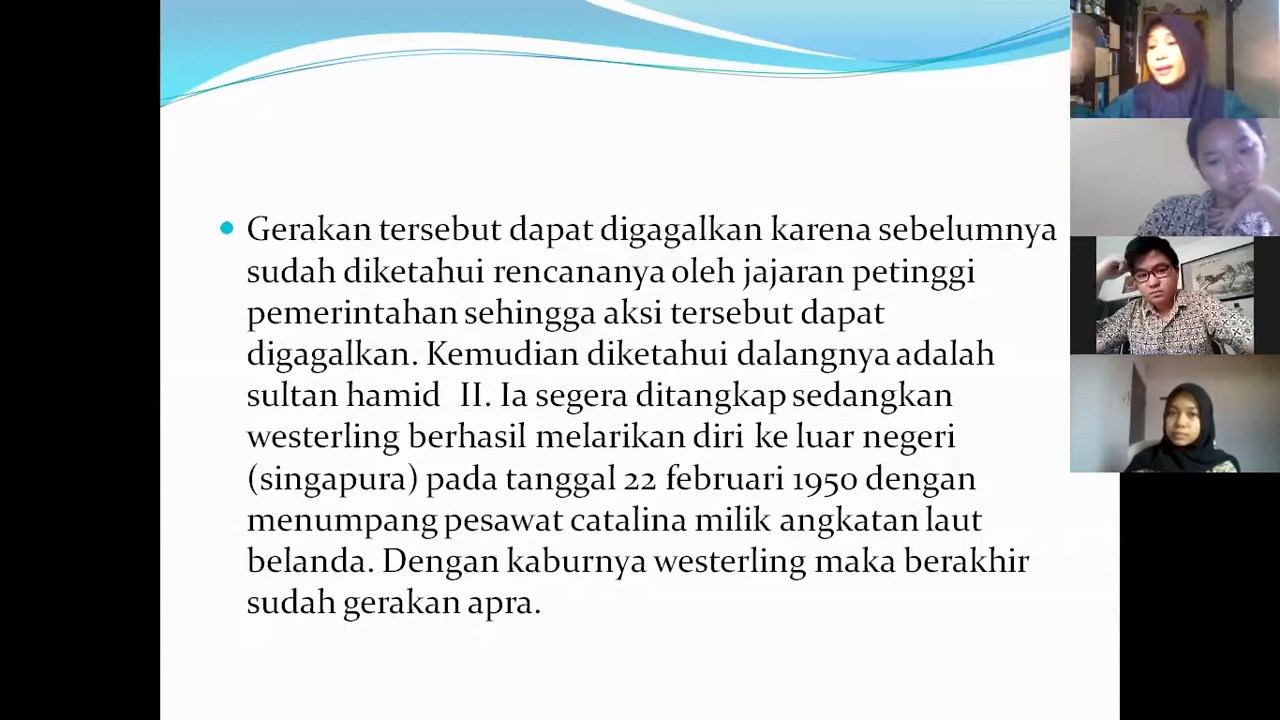 Gerakan tersebut dapat digagalkan karena sebelumnya
sudah diketahui rencananya oleh jajaran petinggi
pemerintahan sehingga aksi tersebut dapat
digagalkan. Kemudian diketahui dalangnya adalah
sultan hamid II. Ia segera ditangkap sedangkan
westerling berhasil melarikan diri ke luar negeri
(singapura) pada tanggal 22 februari 1950 dengan
menumpang pesawat catalina milik angkatan laut
belanda. Dengan kaburnya westerling maka berakhir
sudah gerakan apra.